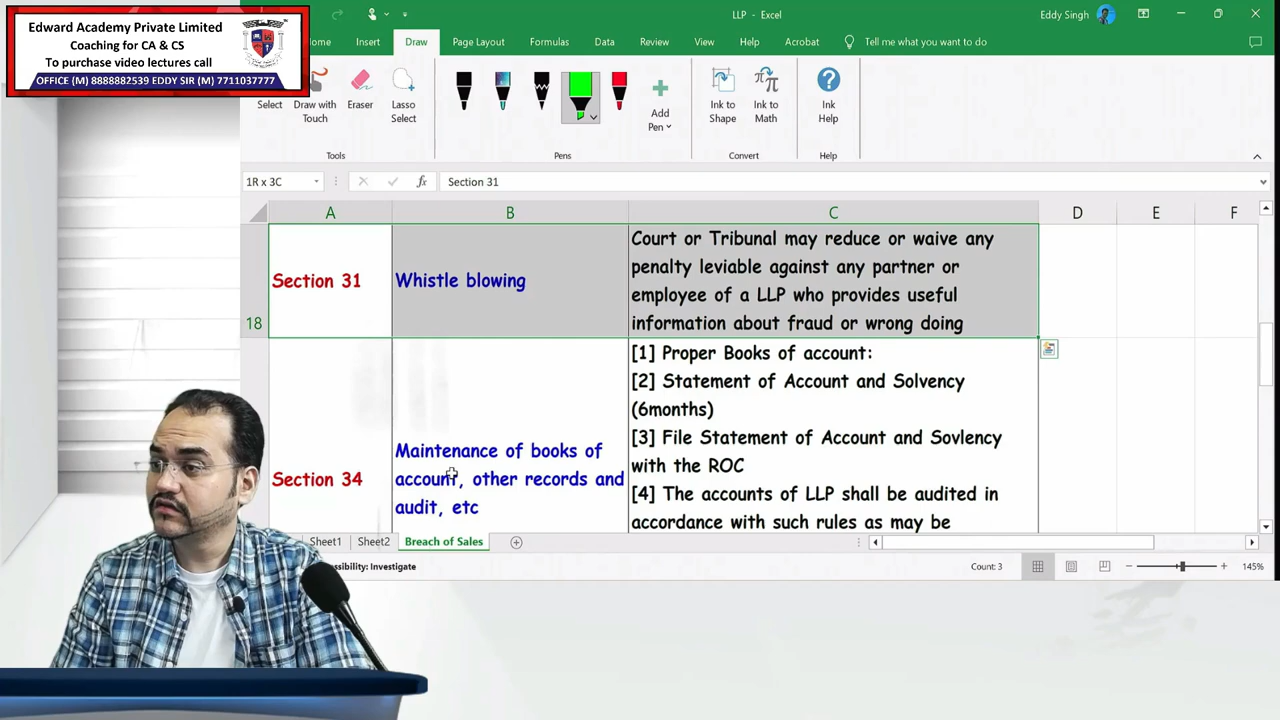 Edward Academy Private Limited
Coaching for CA & CS
To purchase video lectures call
OFFICE (M) 8888882539 EDDY SIR (M) 7711037777
LLP - Excel
Eddy Singh
Home Insert Draw Page Layout Formulas Data Review View Help Acrobat Tell me what you want to do
Select
Draw with
Touch
Eraser
Lasso
Select
Add
Pen
Ink to
Shape
Ink to
Math
Ink
Help
Tools
Pens
Convert
Help
1R x 3C
fx
Section 31
A B C D E F
18
Section 31
Whistle blowing
Court or Tribunal may reduce or waive any
penalty leviable against any partner or
employee of a LLP who provides useful
information about fraud or wrong doing
Section 34
Maintenance of books of
account, other records and
audit, etc
[1] Proper Books of account:
[2] Statement of Account and Solvency
(6months)
[3] File Statement of Account and Sovlency
with the ROC
[4] The accounts of LLP shall be audited in
accordance with such rules as may be
Sheet1 Sheet2 Breach of Sales
Investigate
Count: 3
145%